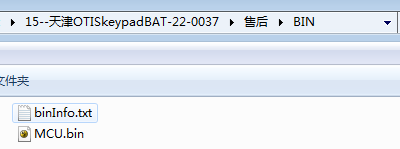 15--天津OTISkeypadBAT-22-0037 售后 BIN
文件夹
binInfo.txt
MCU.bin